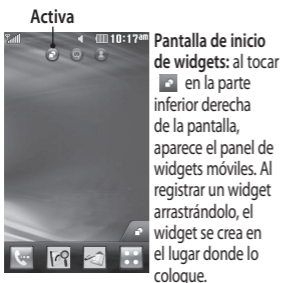 Activa
10:17am
Pantalla de inicio
de widgets: al tocar
en la parte
inferior derecha
de la pantalla,
aparece el panel de
widgets móviles. Al
registrar un widget
arrastrándolo, el
widget se crea en
el lugar donde lo
coloque.